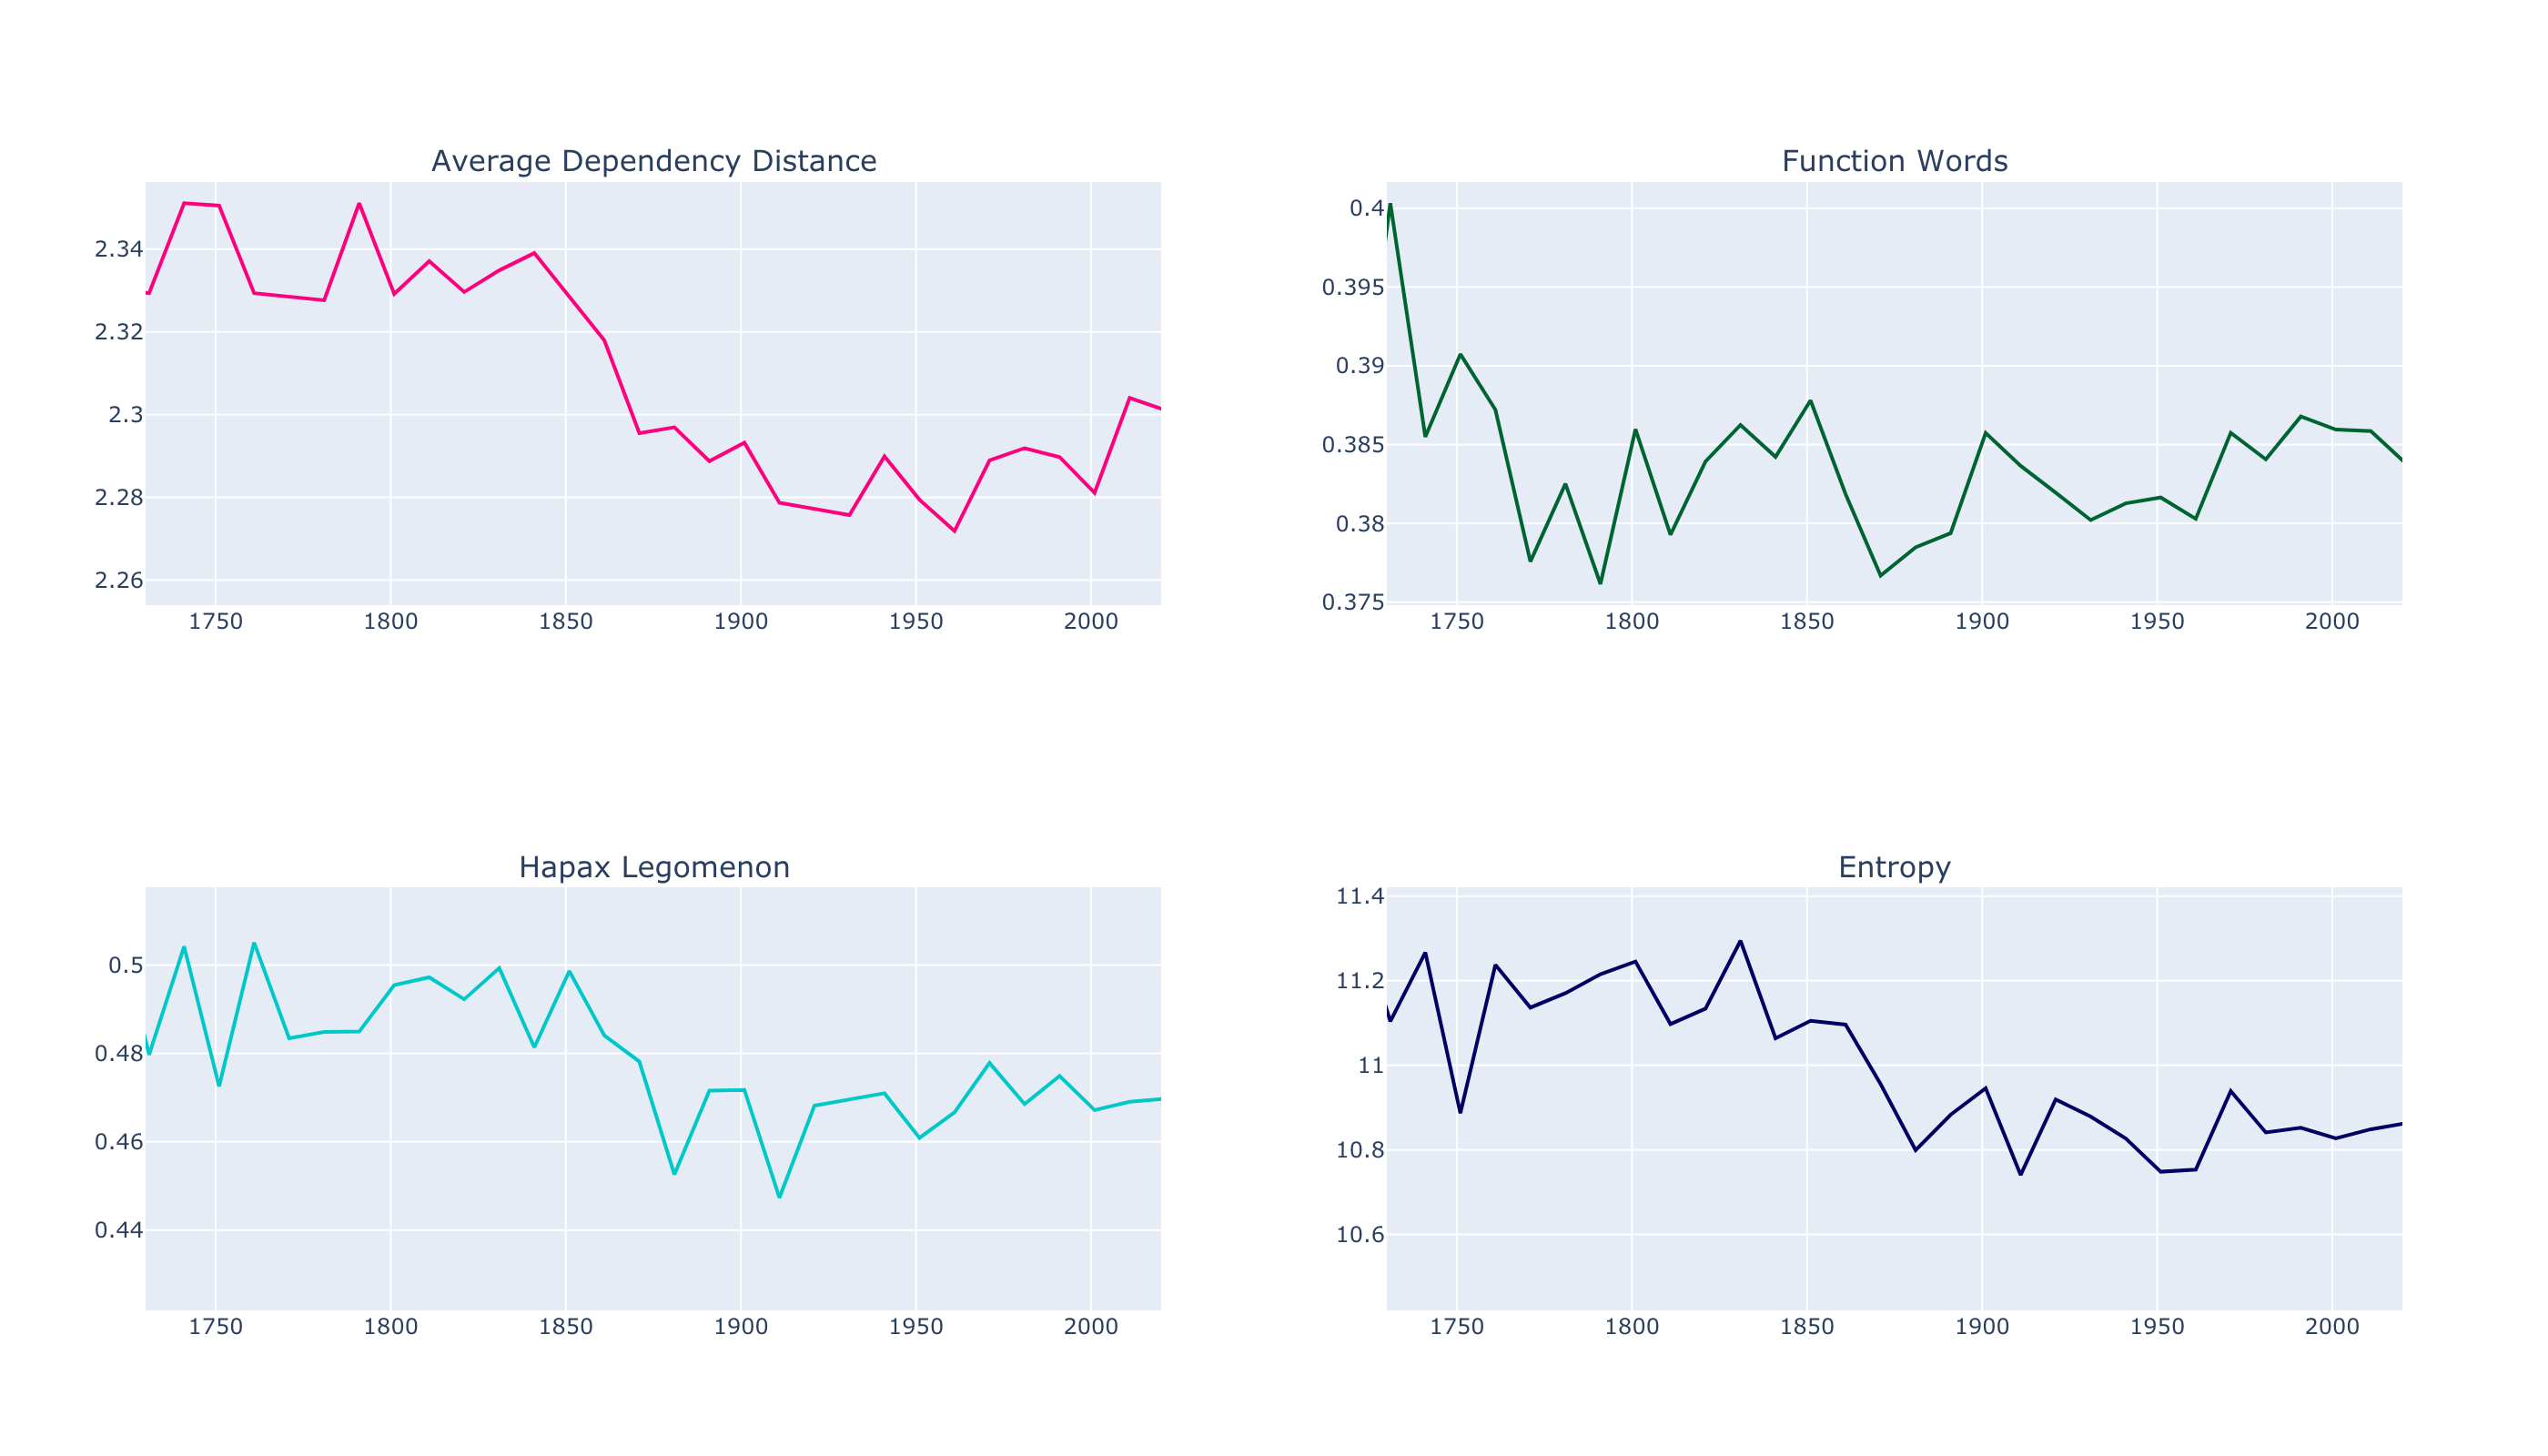 Average Dependency Distance
2.34
2.32
2.3
2.28
2.26
1750 1800 1850 1900 1950 2000
Function Words
0.4
0.395
0.39
0.385
0.38
0.375
1750 1800 1850 1900 1950 2000
Hapax Legomenon
0.5
0.48
0.46
0.44
1750 1800 1850 1900 1950 2000
Entropy
11.4
11.2
11
10.8
10.6
1750 1800 1850 1900 1950 2000